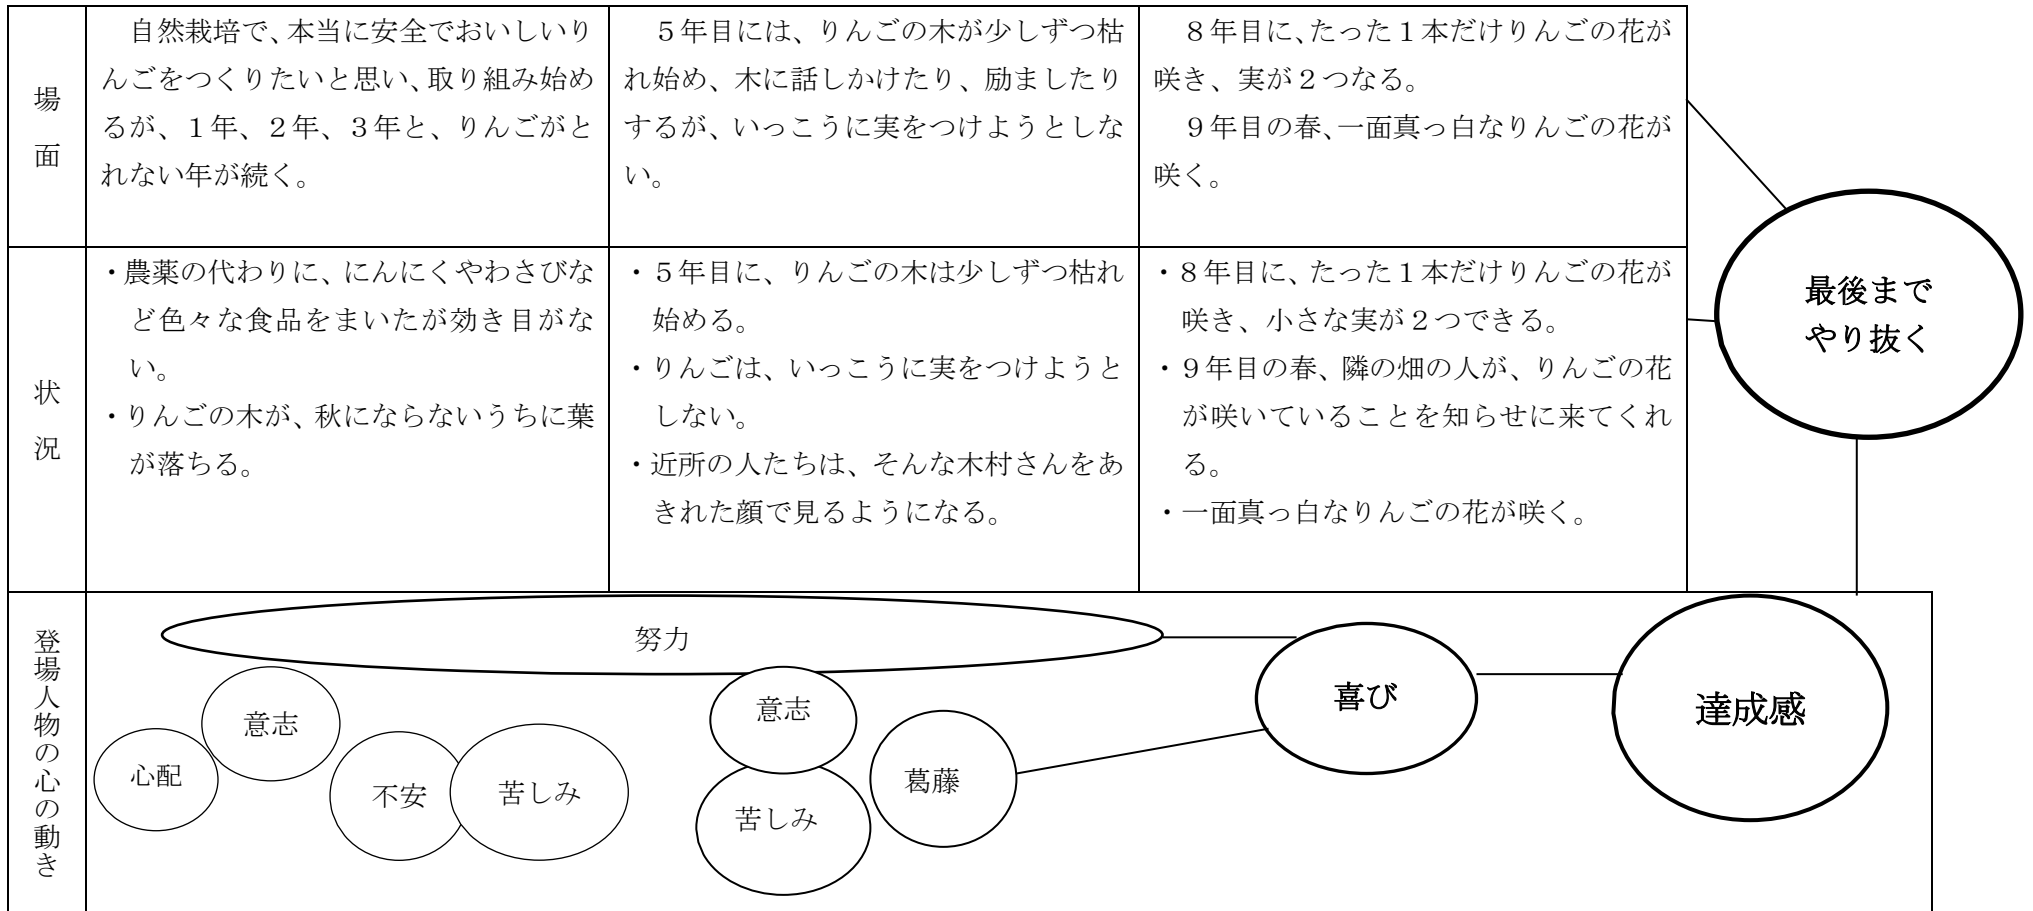 場面
自然栽培で、本当に安全でおいしいり
んごをつくりたいと思い、取り組み始め
るが、１年、２年、３年と、りんごがと
れない年が続く。
５年目には、りんごの木が少しずつ枯
れ始め、木に話しかけたり、励ましたり
するが、いっこうに実をつけようとしな
い。
８年目に、たった１本だけりんごの花が
咲き、実が２つなる。
９年目の春、一面真っ白なりんごの花が
咲く。
状況
・農薬の代わりに、にんにくやわさびな
ど色々な食品をまいたが効き目がな
い。
・りんごの木が、秋にならないうちに葉
が落ちる。
・５年目に、りんごの木は少しずつ枯れ
始める。
・りんごは、いっこうに実をつけようと
しない。
・近所の人たちは、そんな木村さんをあ
きれた顔で見るようになる。
・８年目に、たった１本だけりんごの花が
咲き、小さな実が２つできる。
・９年目の春、隣の畑の人が、りんごの花
が咲いていることを知らせに来てくれ
る。
・一面真っ白なりんごの花が咲く。
最後まで
やり抜く
登場人物の心の動き
努力
心配
意志
不安
苦しみ
意志
苦しみ
葛藤
喜び
達成感